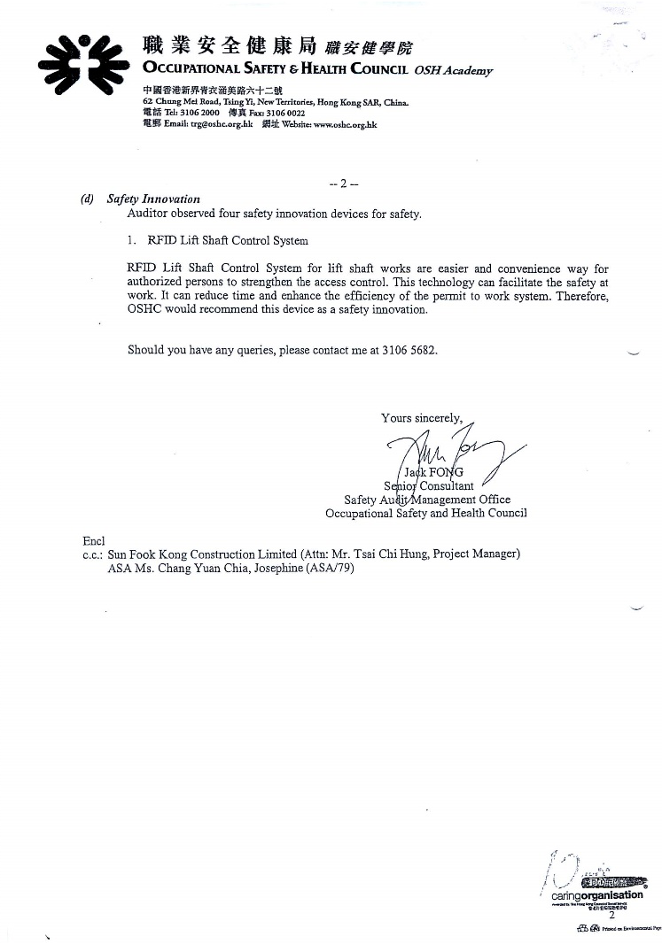 職業安全健康局 職安健學院
OCCUPATIONAL SAFETY & HEALTH COUNCIL OSH Academy
中國香港新界青衣涌美路六十二號
62 Chung Mei Road, Tsing Yi, New Territories, Hong Kong SAR, China.
電話 Tel: 3106 2000 傳真 Fax: 3106 0022
電郵 Email: trg@oshc.org.hk 網址 Website: www.oshc.org.hk
-- 2 --
(d) Safety Innovation
Auditor observed four safety innovation devices for safety.
1. RFID Lift Shaft Control System
RFID Lift Shaft Control System for lift shaft works are easier and convenience way for
authorized persons to strengthen the access control. This technology can facilitate the safety at
work. It can reduce time and enhance the efficiency of the permit to work system. Therefore,
OSHC would recommend this device as a safety innovation.
Should you have any queries, please contact me at 3106 5682.
Yours sincerely,
Jack FONG
Senior Consultant
Safety Audit Management Office
Occupational Safety and Health Council
Encl
c.c.: Sun Fook Kong Construction Limited (Attn: Mr. Tsai Chi Hung, Project Manager)
ASA Ms. Chang Yuan Chia, Josephine (ASA/79)
caringorganisation
2
Printed on Environmental Paper